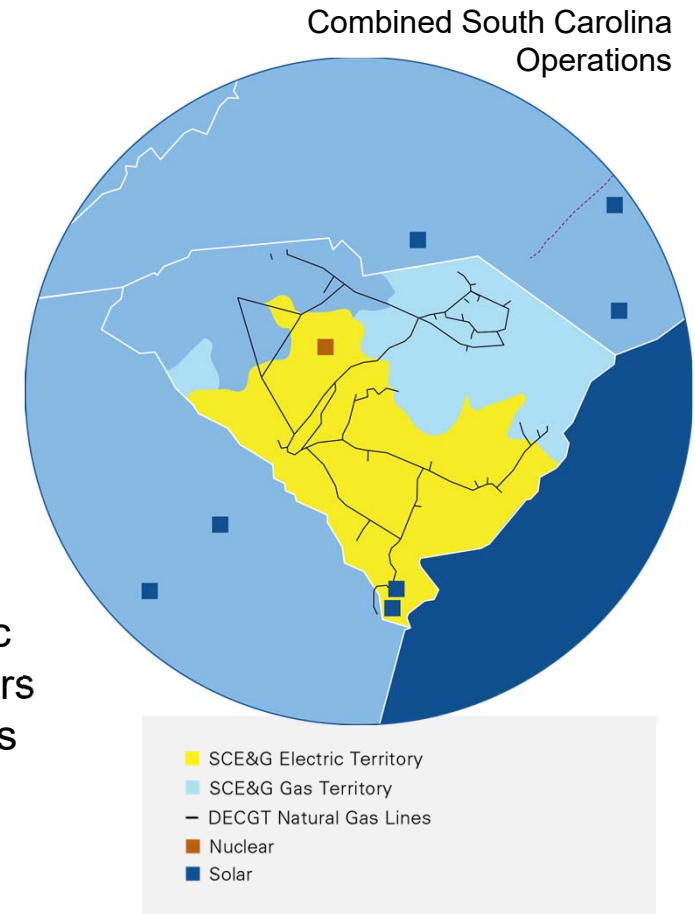 Combined South Carolina
Operations
c
rs
s
SCE&G Electric Territory
SCE&G Gas Territory
DECGT Natural Gas Lines
Nuclear
Solar